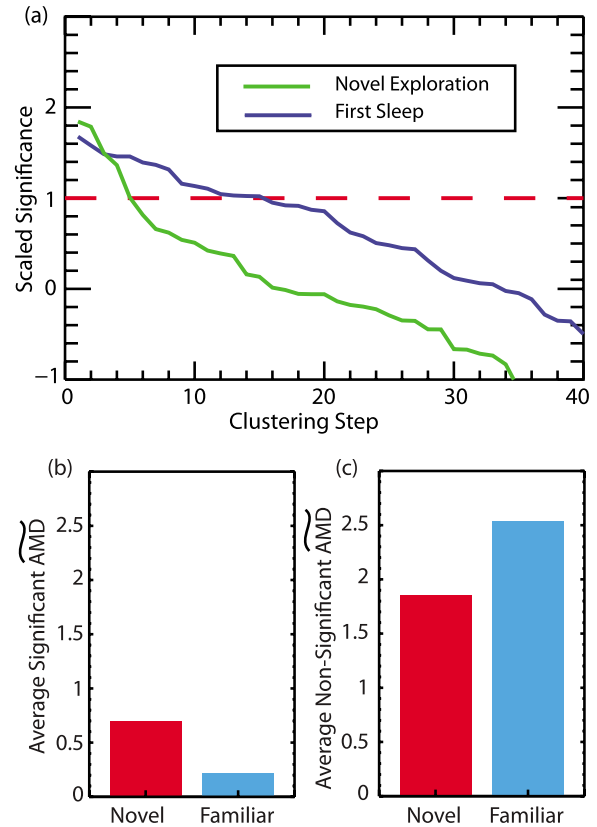 (a)
Scaled Significance
2
1
0
−1
Novel Exploration
First Sleep
0 10 20 30 40
Clustering Step
(b)
Average Significant AMD
2.5
2
1.5
1
0.5
0
Novel Familiar
(c)
Average Non-Significant AMD
2.5
2
1.5
1
0.5
0
Novel Familiar